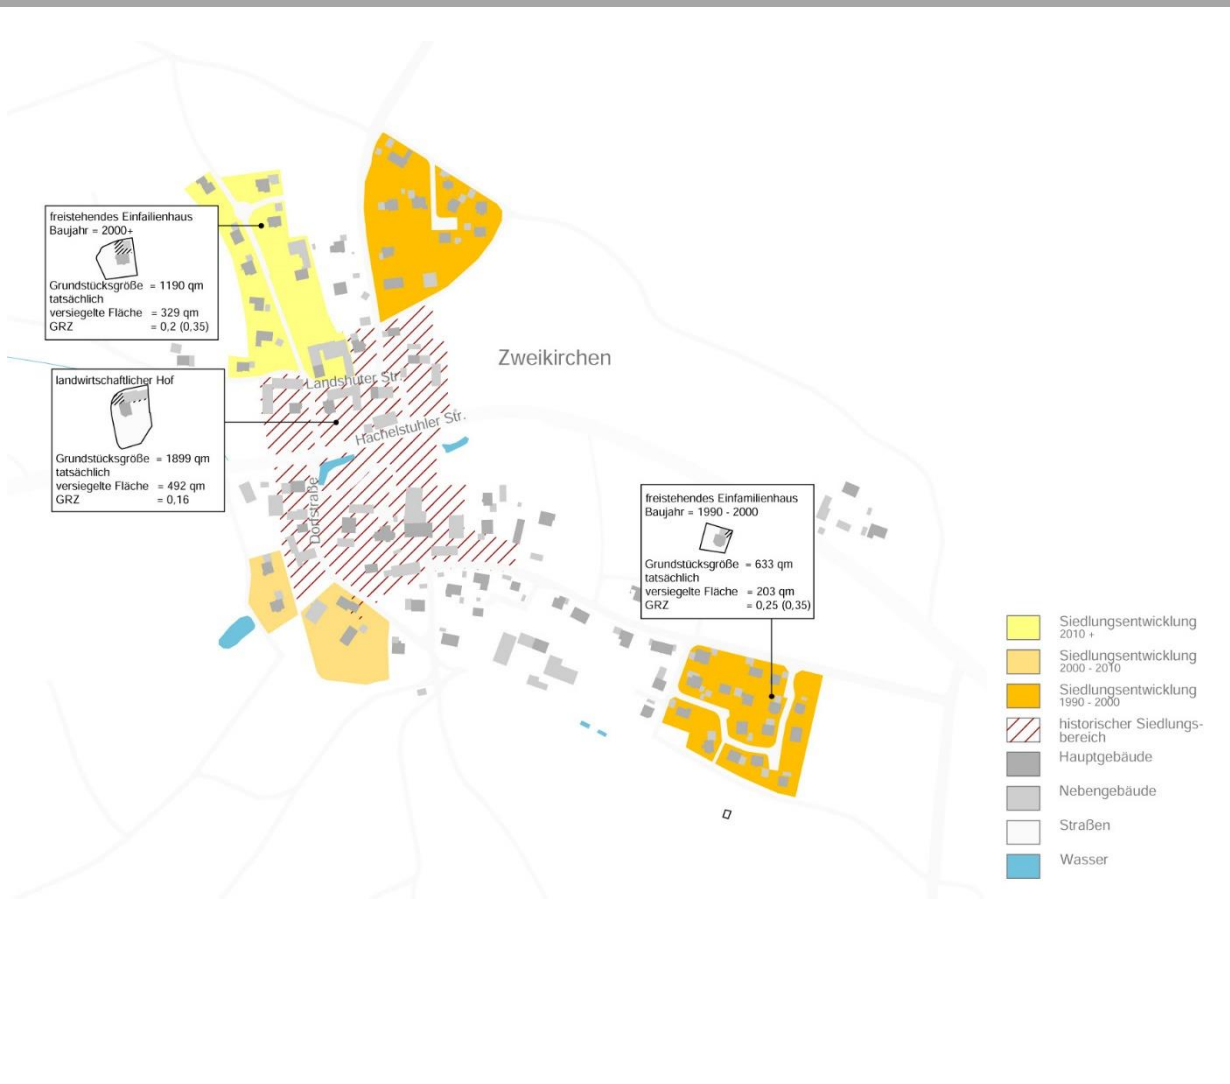 freistehendes Einfailienhaus
Baujahr = 2000+
Grundstücksgröße = 1190 qm
tatsächlich
versiegelte Fläche = 329 qm
GRZ = 0,2 (0,35)
landwirtschaftlicher Hof
Grundstücksgröße = 1899 qm
tatsächlich
versiegelte Fläche = 492 qm
GRZ = 0,16
Zweikirchen
Landshuter Str.
Hachelstuhler Str.
Dorfstraße
freistehendes Einfamilienhaus
Baujahr = 1990 - 2000
Grundstücksgröße = 633 qm
tatsächlich
versiegelte Fläche = 203 qm
GRZ = 0,25 (0,35)
Siedlungsentwicklung
2010 +
Siedlungsentwicklung
2000 - 2010
Siedlungsentwicklung
1990 - 2000
historischer Siedlungs-
bereich
Hauptgebäude
Nebengebäude
Straßen
Wasser